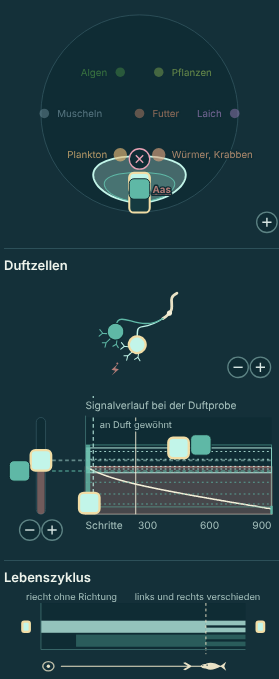 Algen Pflanzen
Muscheln Futter Laich
Plankton Würmer, Krabben
Aas
Duftzellen
Signalverlauf bei der Duftprobe
an Duft gewöhnt
Schritte 300 600 900
Lebenszyklus
riecht ohne Richtung links und rechts verschieden